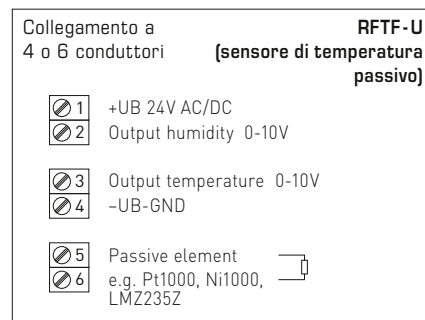 Collegamento a RFTF-U
4 o 6 conduttori (sensore di temperatura
passivo)
1 +UB 24V AC/DC
2 Output humidity 0-10V
3 Output temperature 0-10V
4 –UB-GND
5 Passive element
6 e.g. Pt1000, Ni1000,
LMZ235Z